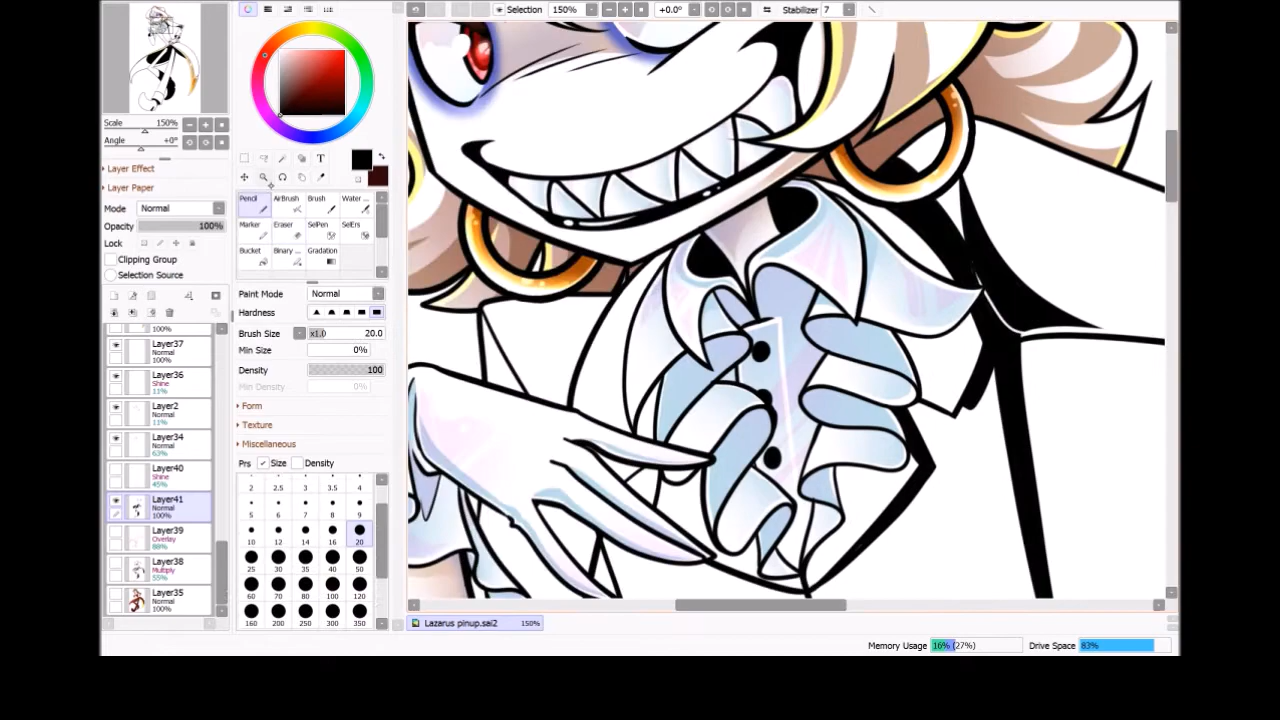 Selection 150% +0.0° Stabilizer 7
Scale 150%
Angle +0°
Layer Effect
Layer Paper
Mode Normal
Opacity 100%
Lock
Clipping Group
Selection Source
100%
Layer37
Normal
100%
Layer36
Shine
11%
Layer2
Normal
11%
Layer34
Normal
63%
Layer40
Shine
45%
Layer41
Normal
100%
Layer39
Overlay
88%
Layer38
Multiply
55%
Layer35
Normal
100%
T
Pencil AirBrush Brush Water ...
Marker Eraser SelPen SelErs
Bucket Binary ... Gradation
Paint Mode Normal
Hardness
Brush Size x1.0 20.0
Min Size 0%
Density 100
Min Density 0%
Form
Texture
Miscellaneous
Prs Size Density
2 2.5 3 3.5 4
5 6 7 8 9
10 12 14 16 20
25 30 35 40 50
60 70 80 100 120
160 200 250 300 350
Lazarus pinup.sai2 150%
Memory Usage 16% (27%) Drive Space 83%